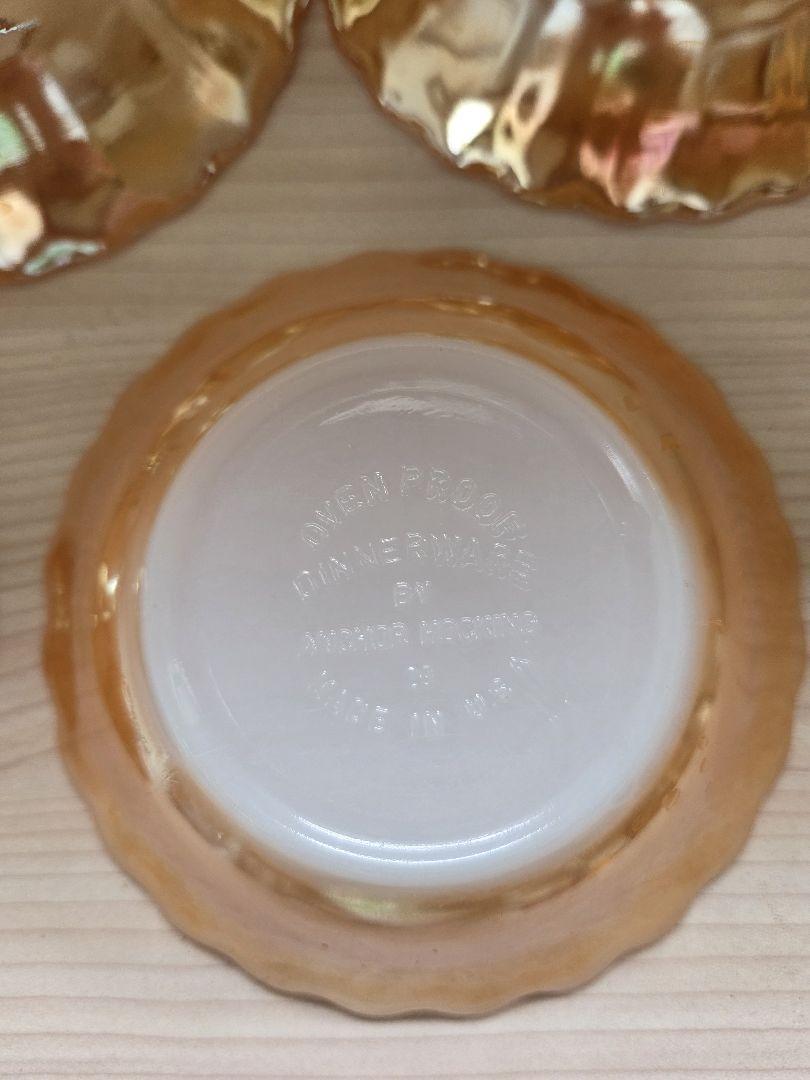 OVEN PROOF
DINNERWARE
BY
ANCHOR HOCKING
MADE IN U.S.A